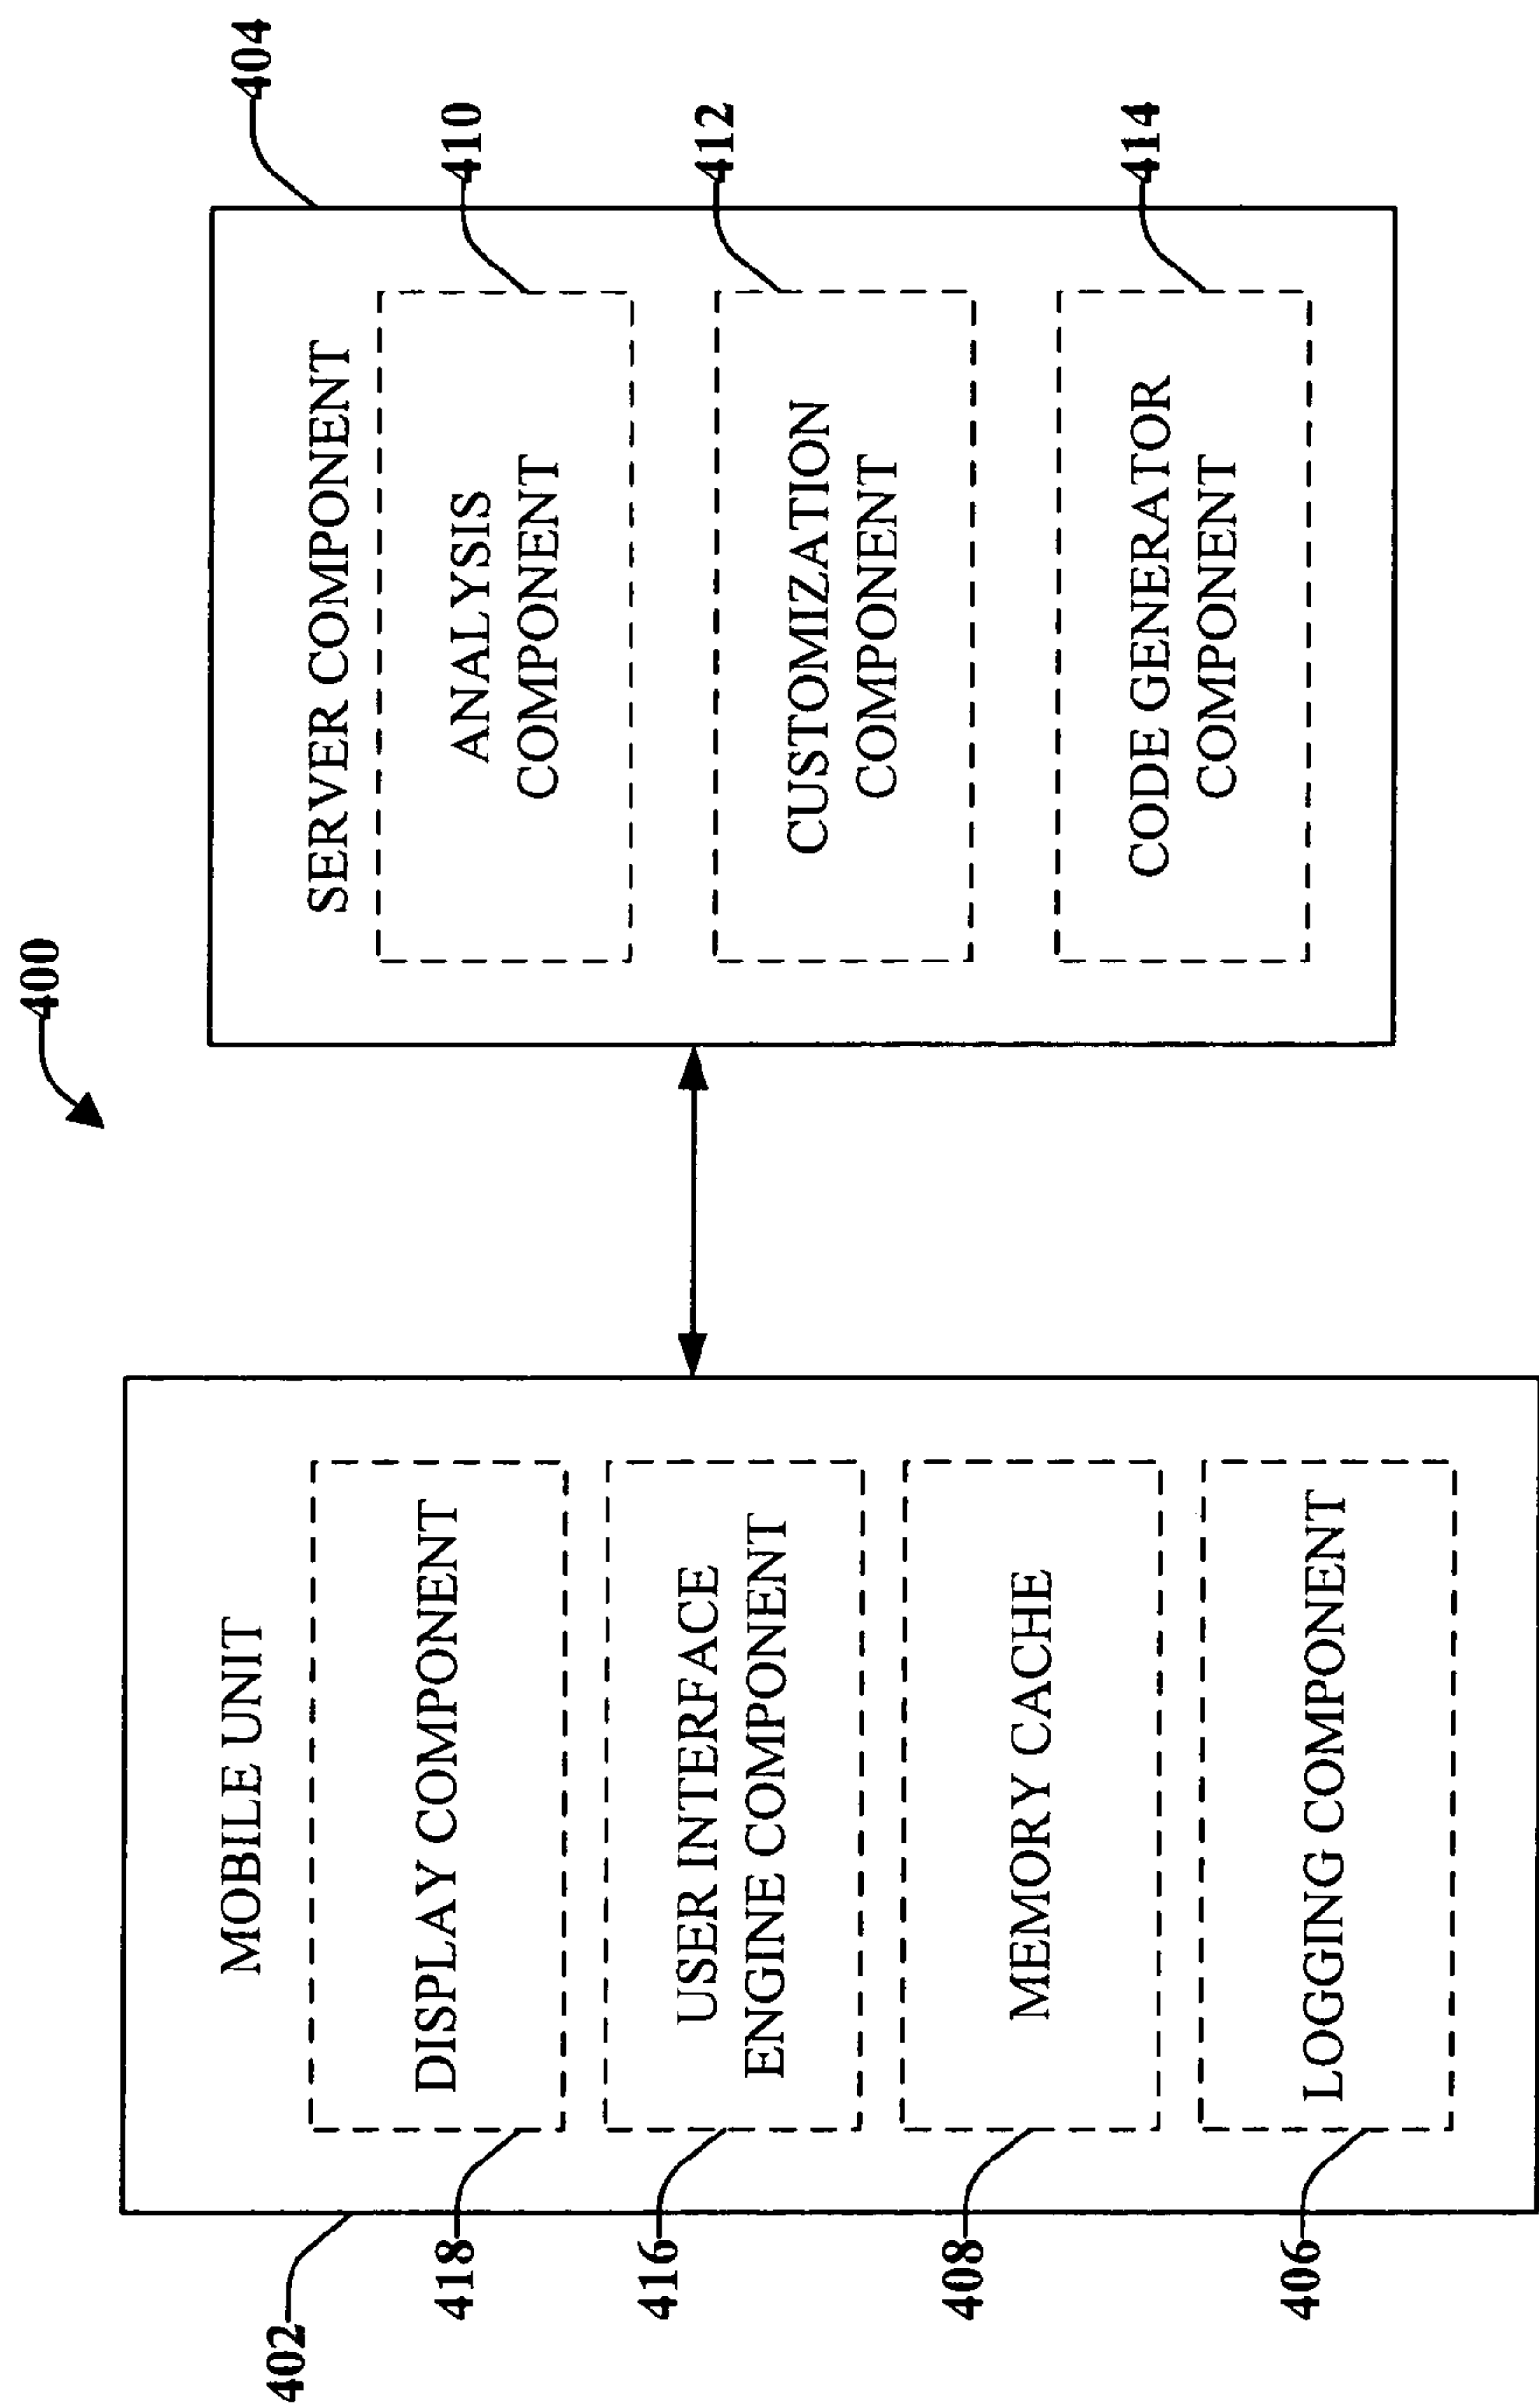 400
402
MOBILE UNIT
418
DISPLAY COMPONENT
416
USER INTERFACE
ENGINE COMPONENT
408
MEMORY CACHE
406
LOGGING COMPONENT
404
SERVER COMPONENT
410
ANALYSIS
COMPONENT
412
CUSTOMIZATION
COMPONENT
414
CODE GENERATOR
COMPONENT